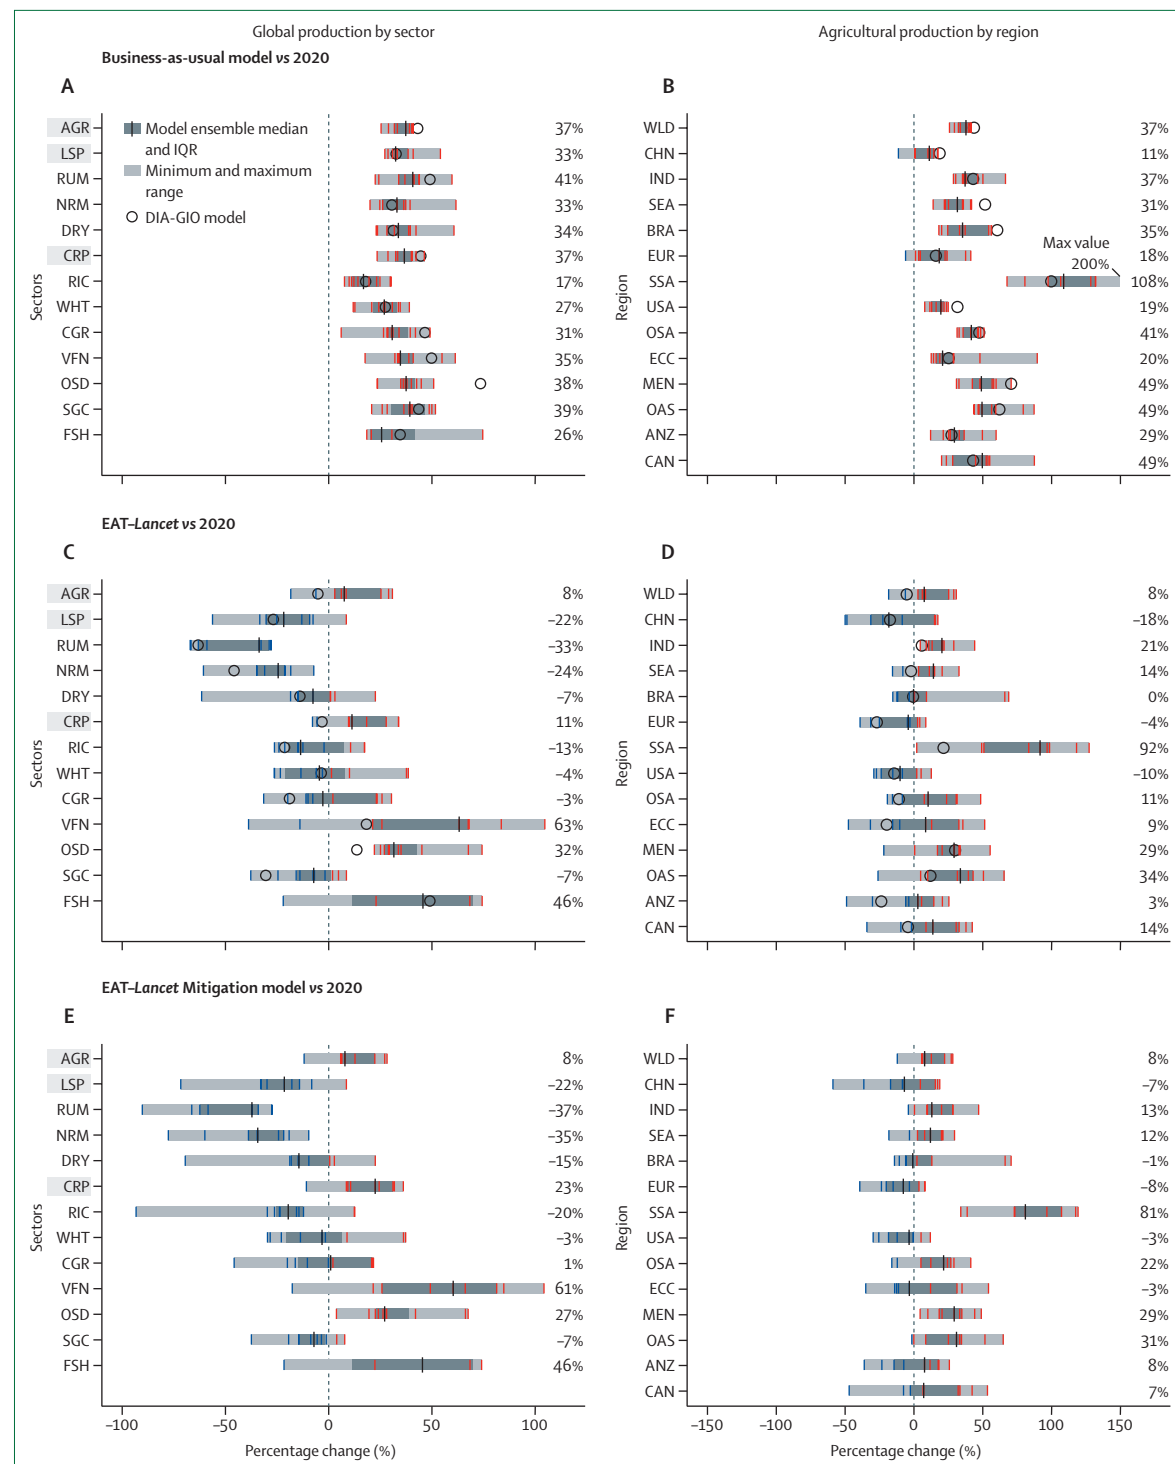 Global production by sector
Agricultural production by region
Business-as-usual model vs 2020
A
B
Model ensemble median
and IQR
Minimum and maximum
range
DIA-GIO model
Sectors
AGR 37%
LSP 33%
RUM 41%
NRM 33%
DRY 34%
CRP 37%
RIC 17%
WHT 27%
CGR 31%
VFN 35%
OSD 38%
SGC 39%
FSH 26%
Region
WLD 37%
CHN 11%
IND 37%
SEA 31%
BRA 35%
EUR 18%
Max value
200%
SSA 108%
USA 19%
OSA 41%
ECC 20%
MEN 49%
OAS 49%
ANZ 29%
CAN 49%
EAT–Lancet vs 2020
C
D
Sectors
AGR 8%
LSP –22%
RUM –33%
NRM –24%
DRY –7%
CRP 11%
RIC –13%
WHT –4%
CGR –3%
VFN 63%
OSD 32%
SGC –7%
FSH 46%
Region
WLD 8%
CHN –18%
IND 21%
SEA 14%
BRA 0%
EUR –4%
SSA 92%
USA –10%
OSA 11%
ECC 9%
MEN 29%
OAS 34%
ANZ 3%
CAN 14%
EAT–Lancet Mitigation model vs 2020
E
F
Sectors
AGR 8%
LSP –22%
RUM –37%
NRM –35%
DRY –15%
CRP 23%
RIC –20%
WHT –3%
CGR 1%
VFN 61%
OSD 27%
SGC –7%
FSH 46%
–100 –50 0 50 100
Percentage change (%)
Region
WLD 8%
CHN –7%
IND 13%
SEA 12%
BRA –1%
EUR –8%
SSA 81%
USA –3%
OSA 22%
ECC –3%
MEN 29%
OAS 31%
ANZ 8%
CAN 7%
–150 –100 –50 0 50 100 150
Percentage change (%)